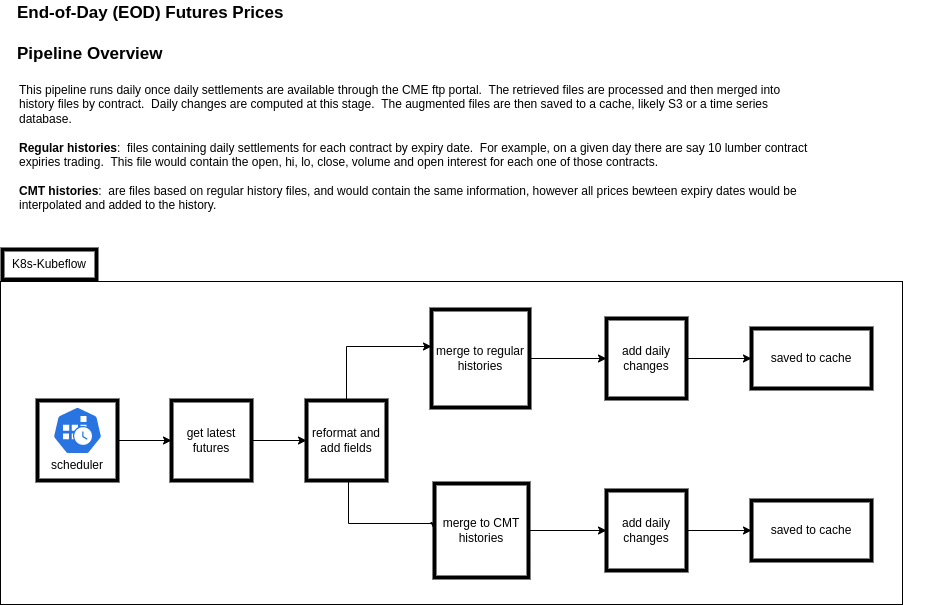 End-of-Day (EOD) Futures Prices
Pipeline Overview
This pipeline runs daily once daily settlements are available through the CME ftp portal.  The retrieved files are processed and then merged into
history files by contract.  Daily changes are computed at this stage.  The augmented files are then saved to a cache, likely S3 or a time series
database.
Regular histories:  files containing daily settlements for each contract by expiry date.  For example, on a given day there are say 10 lumber contract
expiries trading.  This file would contain the open, hi, lo, close, volume and open interest for each one of those contracts.
CMT histories:  are files based on regular history files, and would contain the same information, however all prices bewteen expiry dates would be
interpolated and added to the history.
K8s-Kubeflow
scheduler
get latest
futures
reformat and
add fields
merge to regular
histories
add daily
changes
saved to cache
merge to CMT
histories
add daily
changes
saved to cache